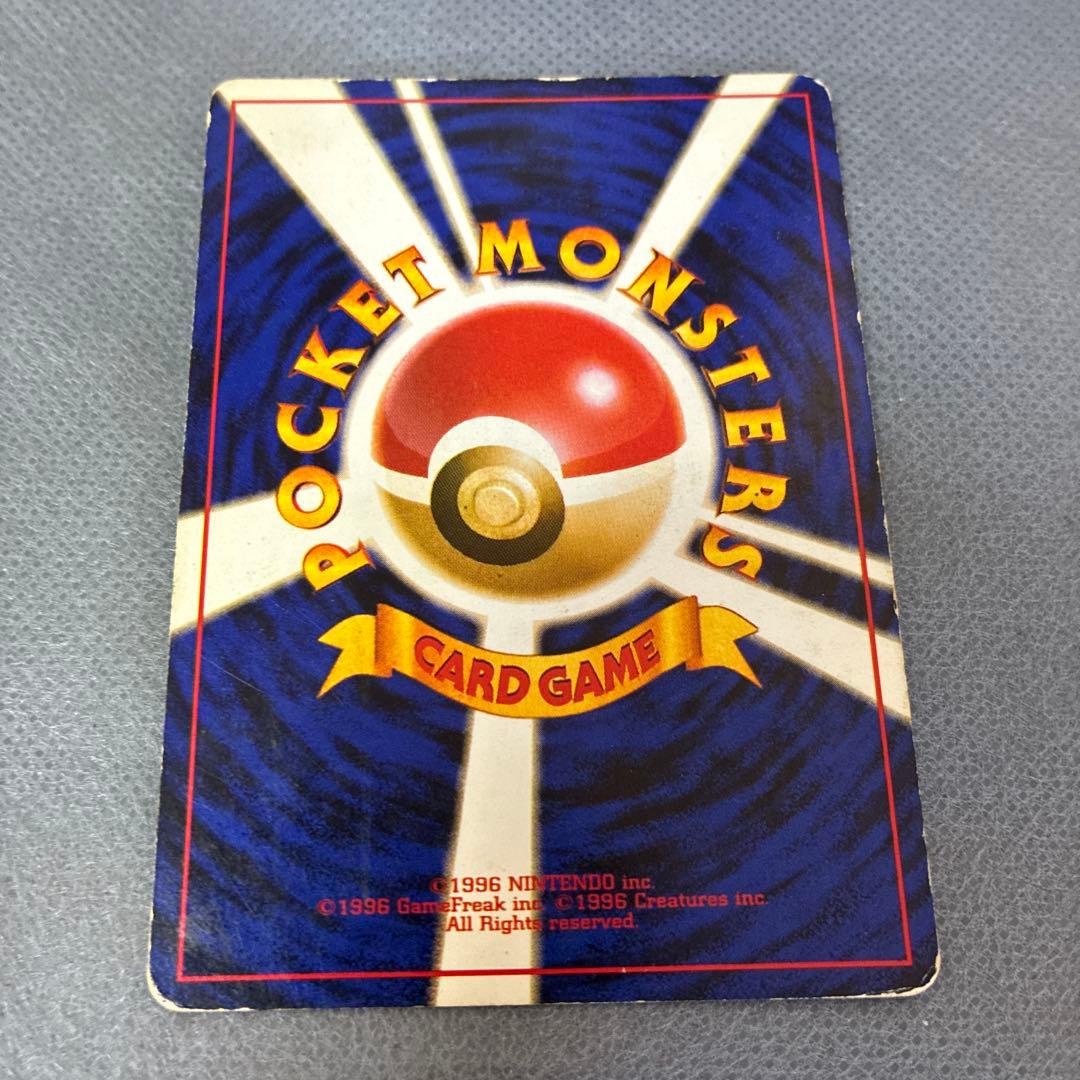 POCKET MONSTERS
CARD GAME
©1996 NINTENDO inc.
©1996 GameFreak inc. ©1996 Creatures inc.
All Rights reserved.